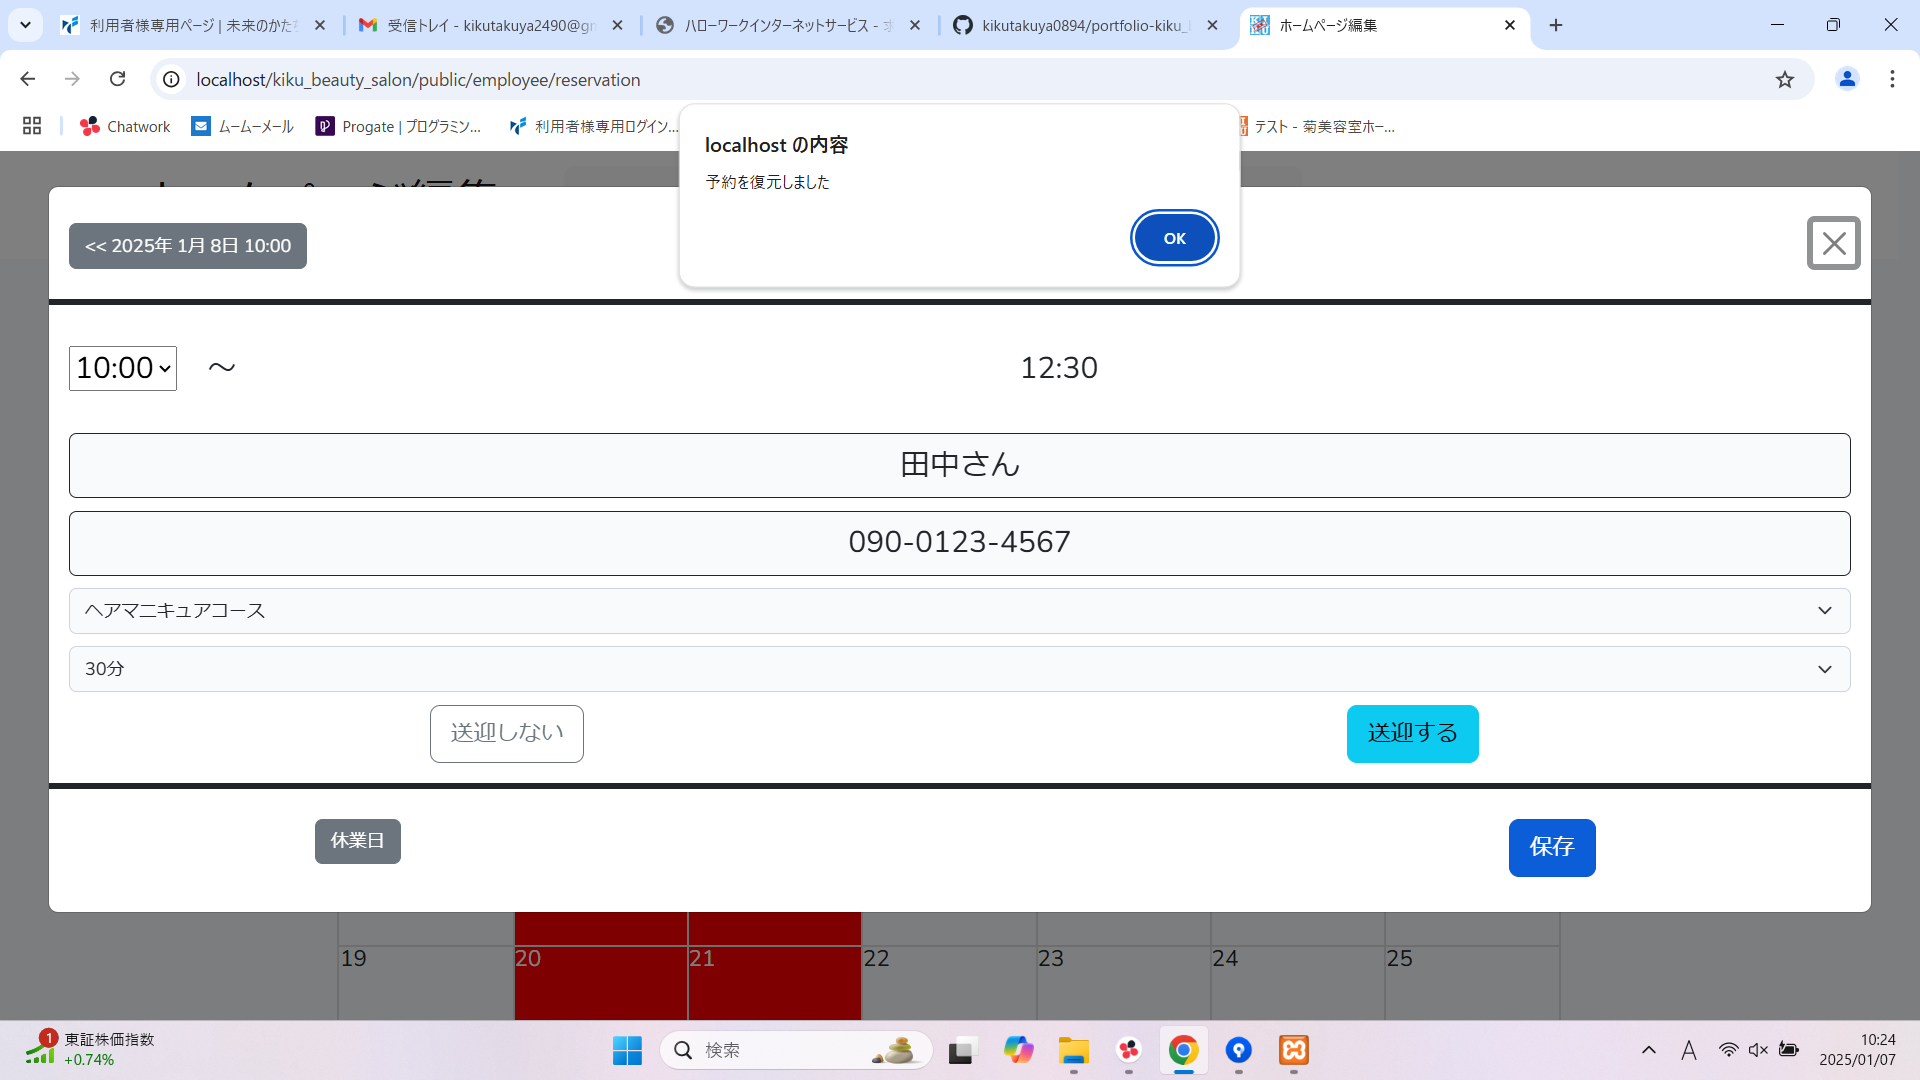 利用者様専用ページ | 未来のかたち
受信トレイ - kikutakuya2490@gm
ハローワークインターネットサービス - 求
kikutakuya0894/portfolio-kiku_b
ホームページ編集
localhost/kiku_beauty_salon/public/employee/reservation
Chatwork
ムームーメール
Progate | プログラミン...
利用者様専用ログイン...
テスト - 菊美容室ホー...
localhost の内容
予約を復元しました
OK
<< 2025年 1月 8日 10:00
10:00
～
12:30
田中さん
090-0123-4567
ヘアマニキュアコース
30分
送迎しない
送迎する
休業日
保存
19
20
21
22
23
24
25
1
東証株価指数
+0.74%
検索
A
10:24
2025/01/07